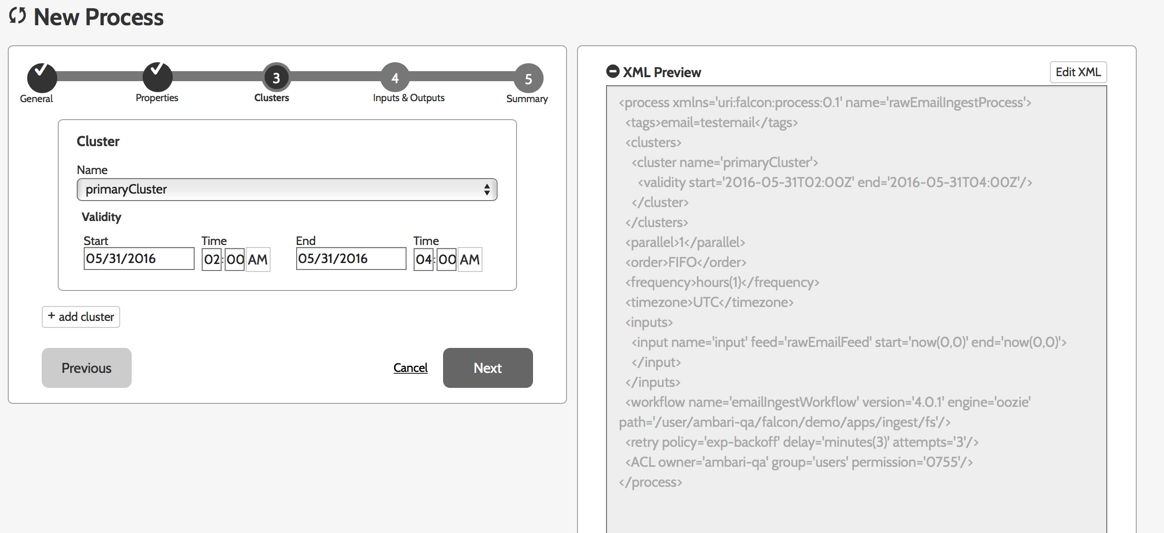 New Process
3
4
5
General
Properties
Clusters
Inputs & Outputs
Summary
Cluster
Name
primaryCluster
Validity
Start
Time
End
Time
05/31/2016
02:00 AM
05/31/2016
04:00 AM
+ add cluster
Previous
Cancel
Next
XML Preview
Edit XML
<process xmlns='uri:falcon:process:0.1' name='rawEmailIngestProcess'>
<tags>email=testemail</tags>
<clusters>
<cluster name='primaryCluster'>
<validity start='2016-05-31T02:00Z' end='2016-05-31T04:00Z'/>
</cluster>
</clusters>
<parallel>1</parallel>
<order>FIFO</order>
<frequency>hours(1)</frequency>
<timezone>UTC</timezone>
<inputs>
<input name='input' feed='rawEmailFeed' start='now(0,0)' end='now(0,0)'>
</input>
</inputs>
<workflow name='emailIngestWorkflow' version='4.0.1' engine='oozie'
path='/user/ambari-qa/falcon/demo/apps/ingest/fs'/>
<retry policy='exp-backoff' delay='minutes(3)' attempts='3'/>
<ACL owner='ambari-qa' group='users' permission='0755'/>
</process>